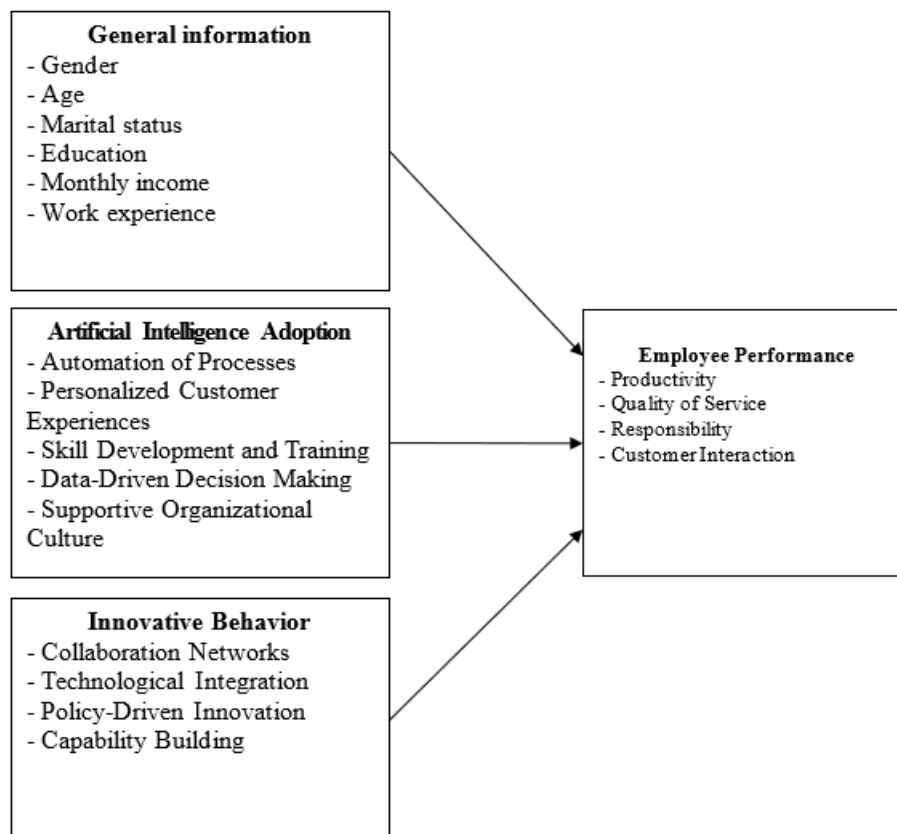 General information
- Gender
- Age
- Marital status
- Education
- Monthly income
- Work experience
Artificial Intelligence Adoption
- Automation of Processes
- Personalized Customer
Experiences
- Skill Development and Training
- Data-Driven Decision Making
- Supportive Organizational
Culture
Innovative Behavior
- Collaboration Networks
- Technological Integration
- Policy-Driven Innovation
- Capability Building
Employee Performance
- Productivity
- Quality of Service
- Responsibility
- Customer Interaction